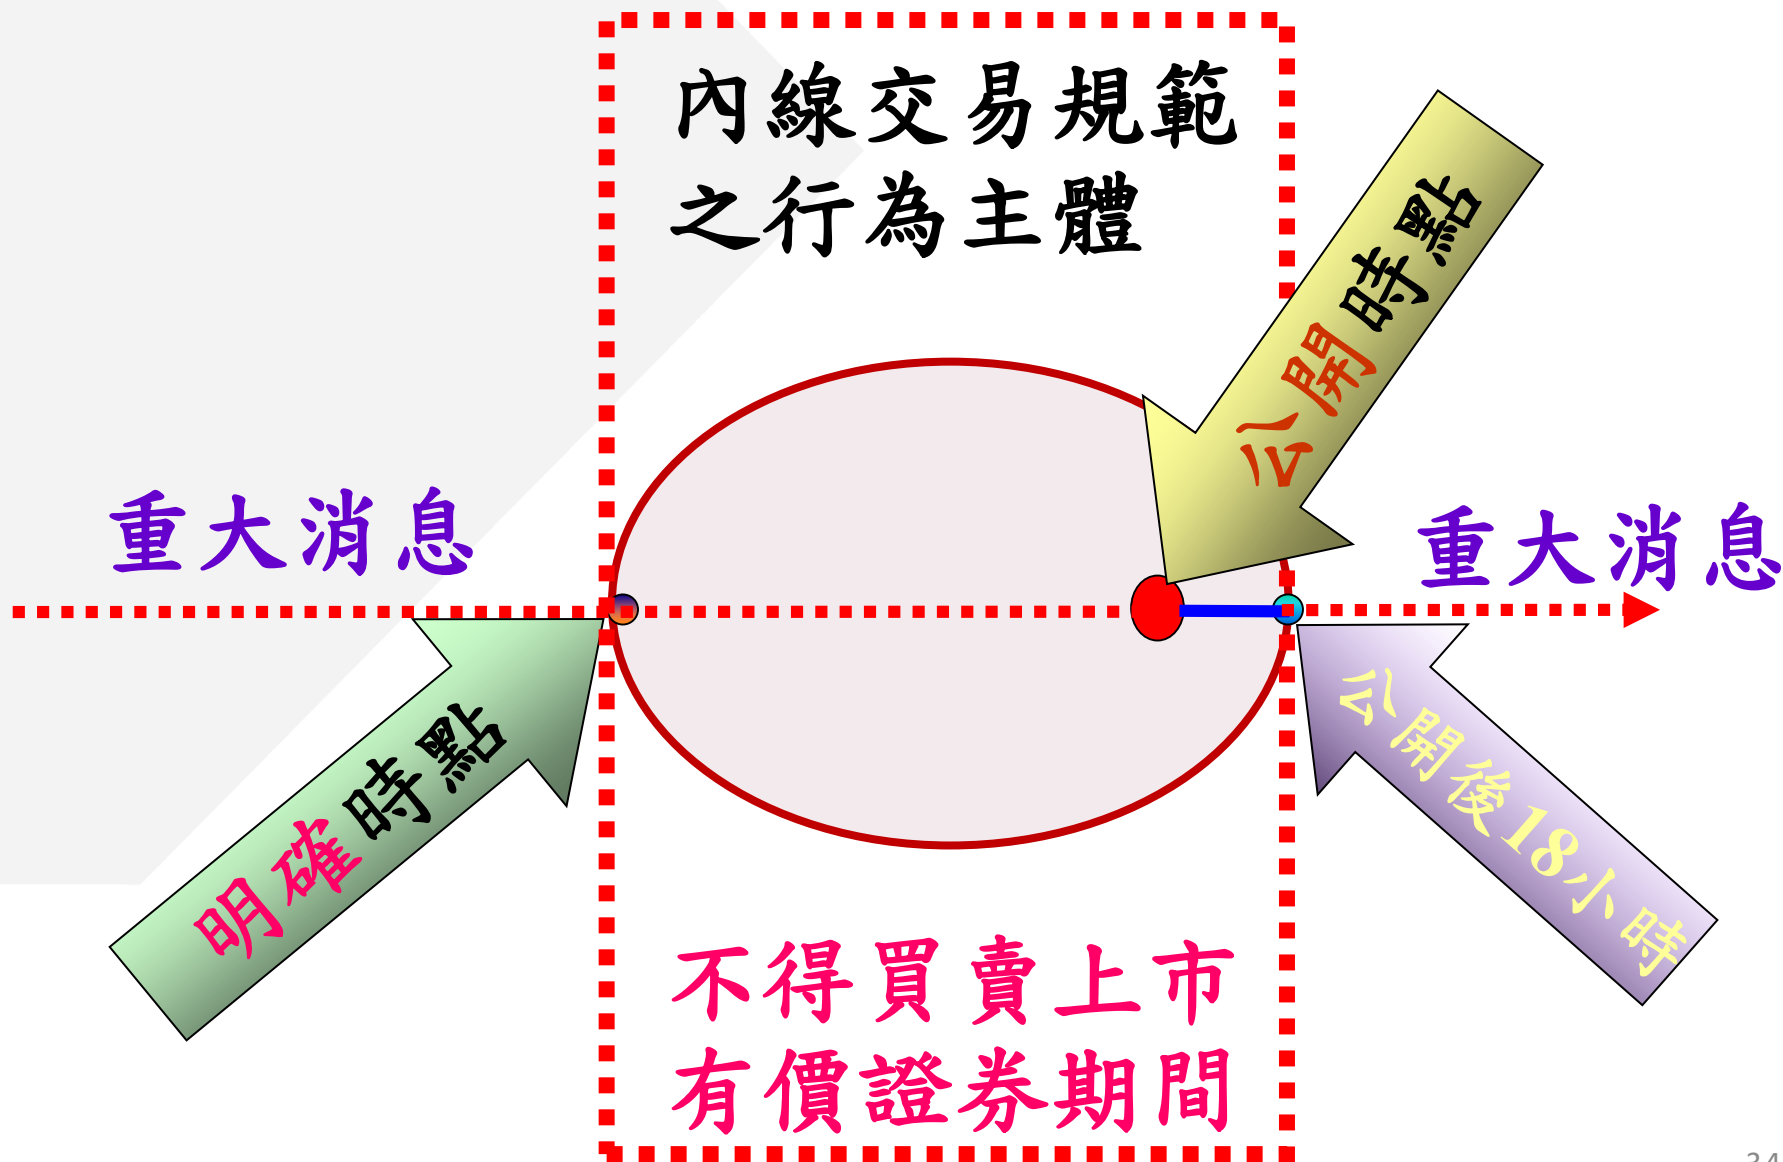 內線交易規範
之行為主體
公開時點
重大消息
重大消息
明確時點
公開後18小時
不得買賣上市
有價證券期間
34